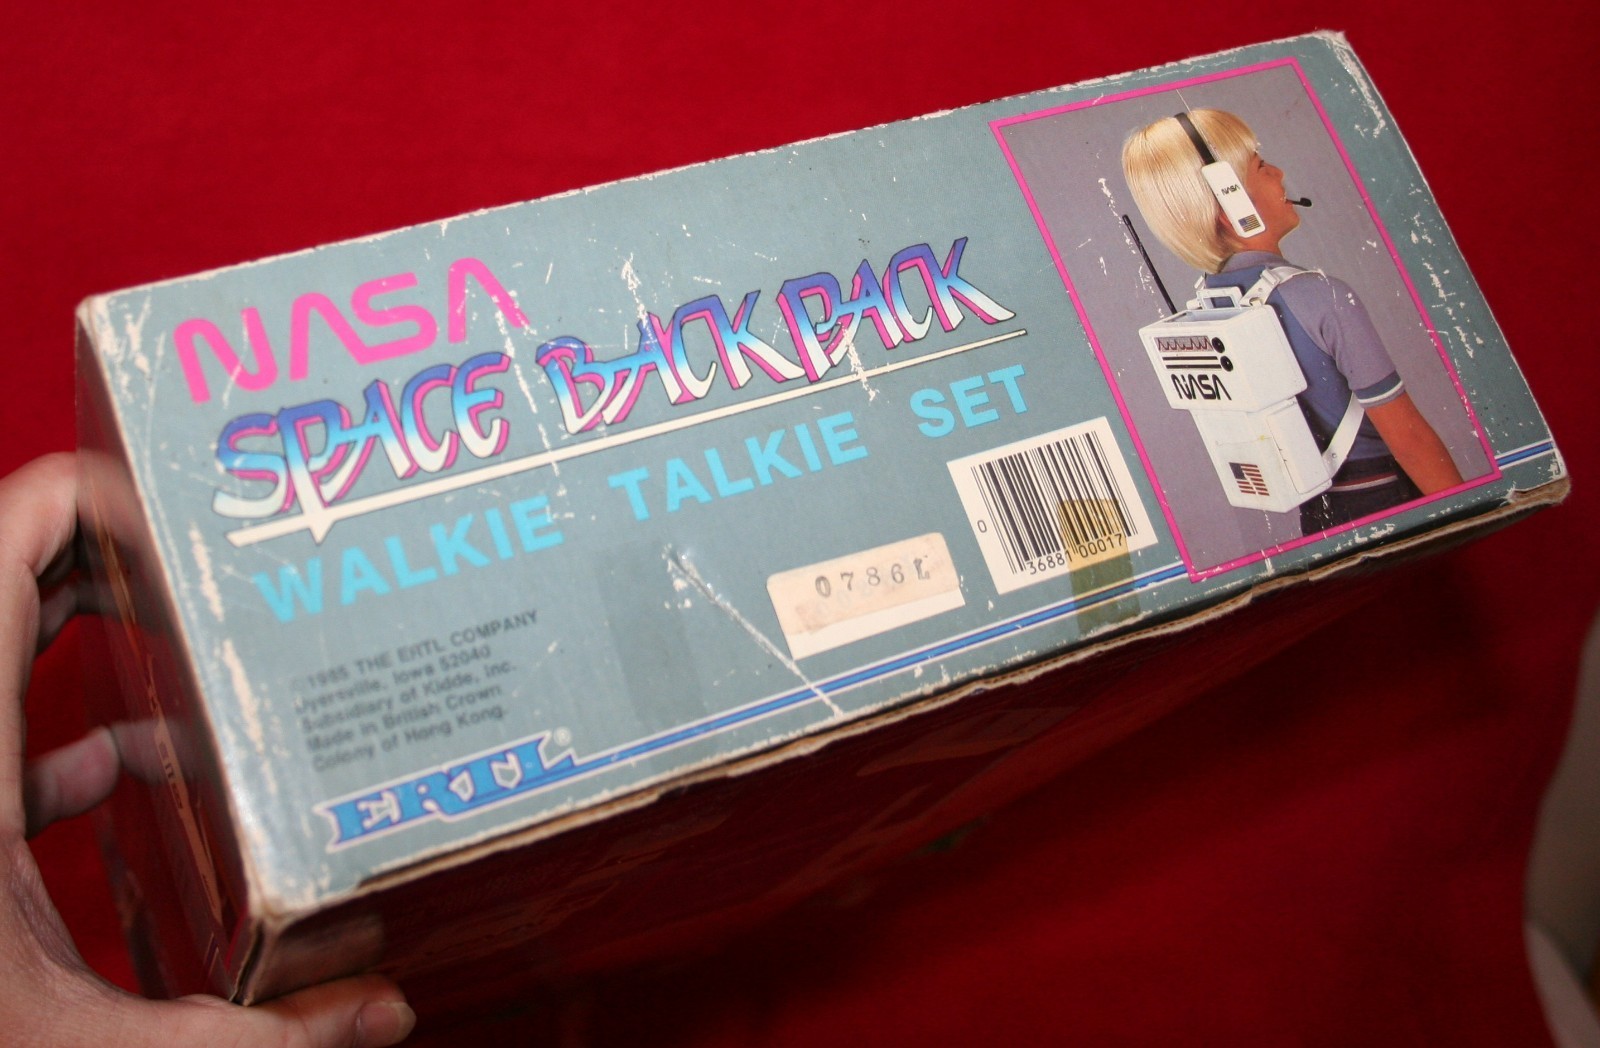 NASA
SPACE BACKPACK
WALKIE TALKIE SET
©1985 THE ERTL COMPANY
Dyersville, Iowa 52040
Subsidiary of Kidde, Inc.
Made in British Crown
Colony of Hong Kong.
ERTL®
0786L
0 36881 00017
NASA
NASA